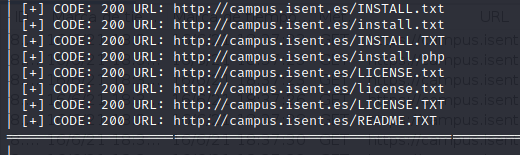 [+] CODE: 200 URL: http://campus.isent.es/INSTALL.txt
[+] CODE: 200 URL: http://campus.isent.es/install.txt
[+] CODE: 200 URL: http://campus.isent.es/INSTALL.TXT
[+] CODE: 200 URL: http://campus.isent.es/install.php
[+] CODE: 200 URL: http://campus.isent.es/LICENSE.txt
[+] CODE: 200 URL: http://campus.isent.es/license.txt
[+] CODE: 200 URL: http://campus.isent.es/LICENSE.TXT
[+] CODE: 200 URL: http://campus.isent.es/README.TXT